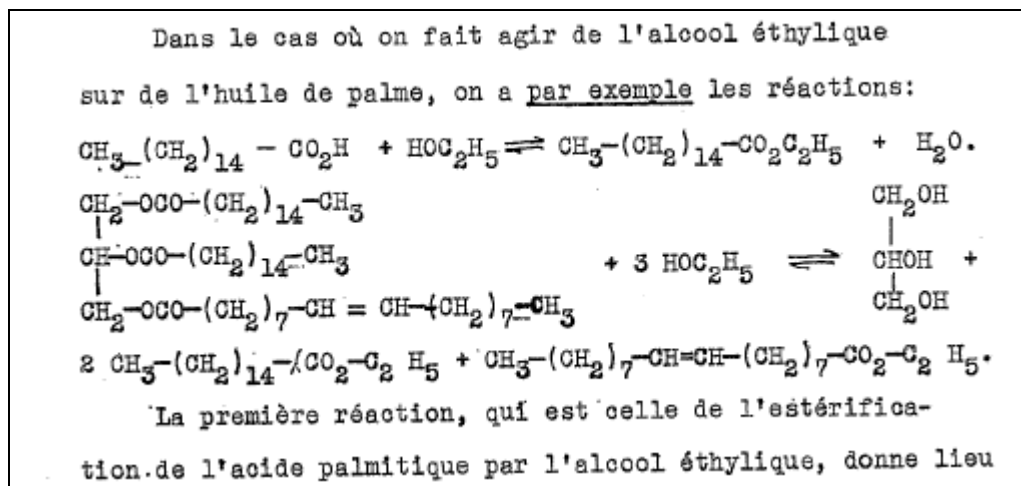 Dans le cas où on fait agir de l'alcool éthylique
sur de l'huile de palme, on a par exemple les réactions:
CH₃-(CH₂)₁₄ - CO₂H + HOC₂H₅ ⇌ CH₃-(CH₂)₁₄-CO₂C₂H₅ + H₂O.
CH₂-OCO-(CH₂)₁₄-CH₃ CH₂OH
CH-OCO-(CH₂)₁₄-CH₃ + 3 HOC₂H₅ ⇌ CHOH +
CH₂-OCO-(CH₂)₇-CH = CH-(CH₂)₇-CH₃ CH₂OH
2 CH₃-(CH₂)₁₄-(CO₂-C₂ H₅ + CH₃-(CH₂)₇-CH=CH-(CH₂)₇-CO₂-C₂ H₅.
La première réaction, qui est celle de l'estérifica-
tion.de l'acide palmitique par l'alcool éthylique, donne lieu